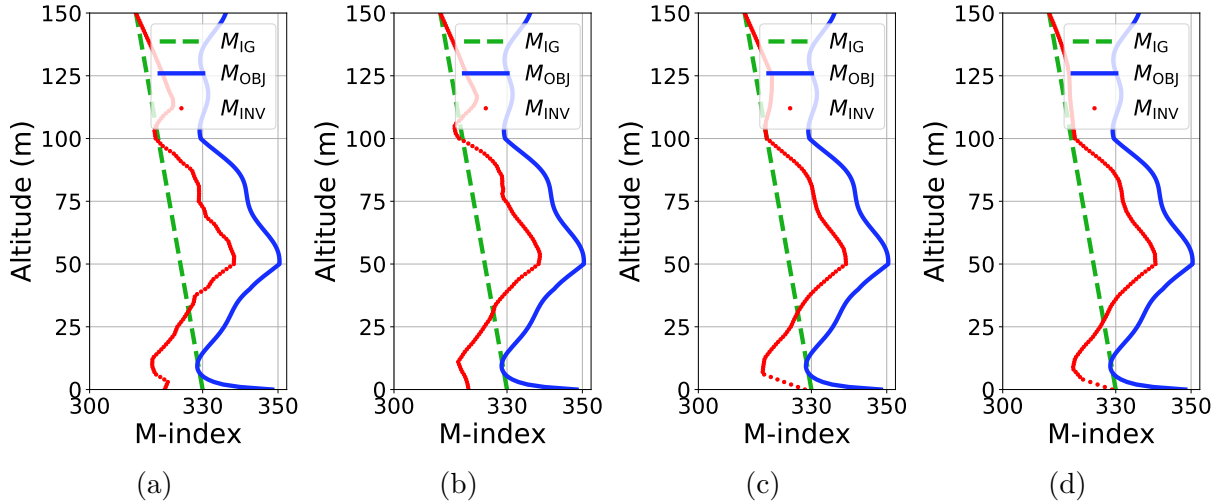 150
125
100
75
50
25
0
300 330 350
Altitude (m)
M-index
M_IG
M_OBJ
M_INV
(a)
150
125
100
75
50
25
0
300 330 350
Altitude (m)
M-index
M_IG
M_OBJ
M_INV
(b)
150
125
100
75
50
25
0
300 330 350
Altitude (m)
M-index
M_IG
M_OBJ
M_INV
(c)
150
125
100
75
50
25
0
300 330 350
Altitude (m)
M-index
M_IG
M_OBJ
M_INV
(d)